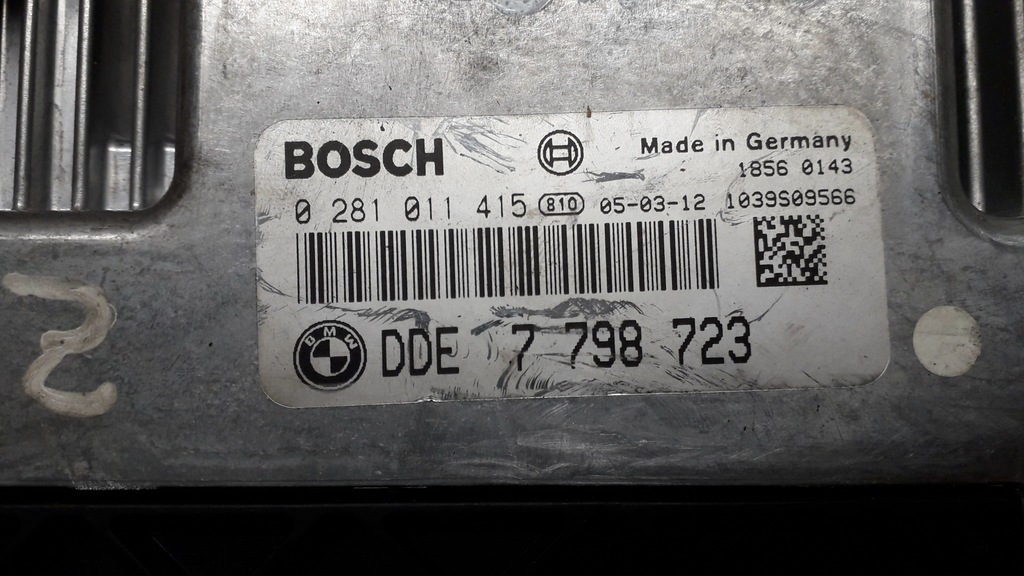 BOSCH
Made in Germany
1856 0143
0 281 011 415 810 05-03-12 1039S09566
BMW
DDE 7 798 723
2